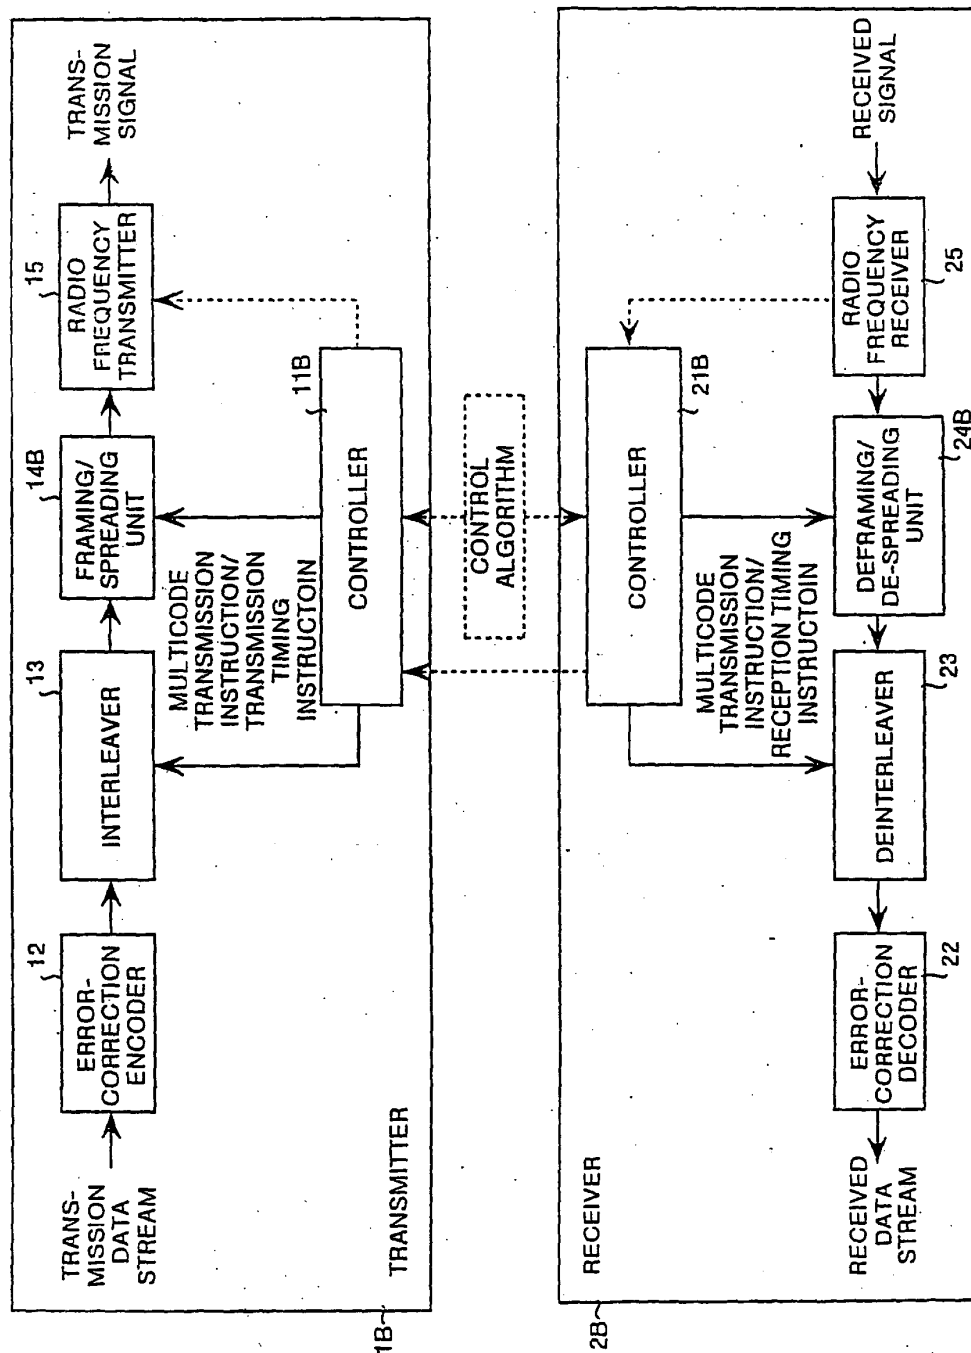 TRANS-
MISSION
DATA
STREAM
12
ERROR-
CORRECTION
ENCODER
13
INTERLEAVER
14B
FRAMING/
SPREADING
UNIT
15
RADIO
FREQUENCY
TRANSMITTER
TRANS-
MISSION
SIGNAL
MULTICODE
TRANSMISSION
INSTRUCTION/
TRANSMISSION
TIMING
INSTRUCTOIN
11B
CONTROLLER
TRANSMITTER
1B
CONTROL
ALGORITHM
2B
RECEIVER
CONTROLLER
21B
MULTICODE
TRANSMISSION
INSTRUCTION/
RECEPTION TIMING
INSTRUCTOIN
RECEIVED
DATA
STREAM
ERROR-
CORRECTION
DECODER
22
DEINTERLEAVER
23
DEFRAMING/
DE-SPREADING
UNIT
24B
RADIO
FREQUENCY
RECEIVER
25
RECEIVED
SIGNAL